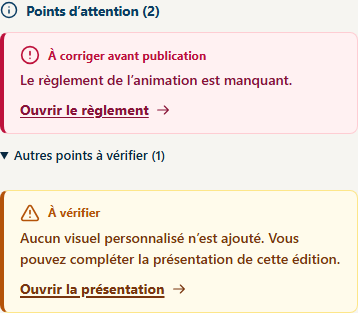 Points d’attention (2)
À corriger avant publication
Le règlement de l’animation est manquant.
Ouvrir le règlement →
▼ Autres points à vérifier (1)
À vérifier
Aucun visuel personnalisé n’est ajouté. Vous
pouvez compléter la présentation de cette édition.
Ouvrir la présentation →